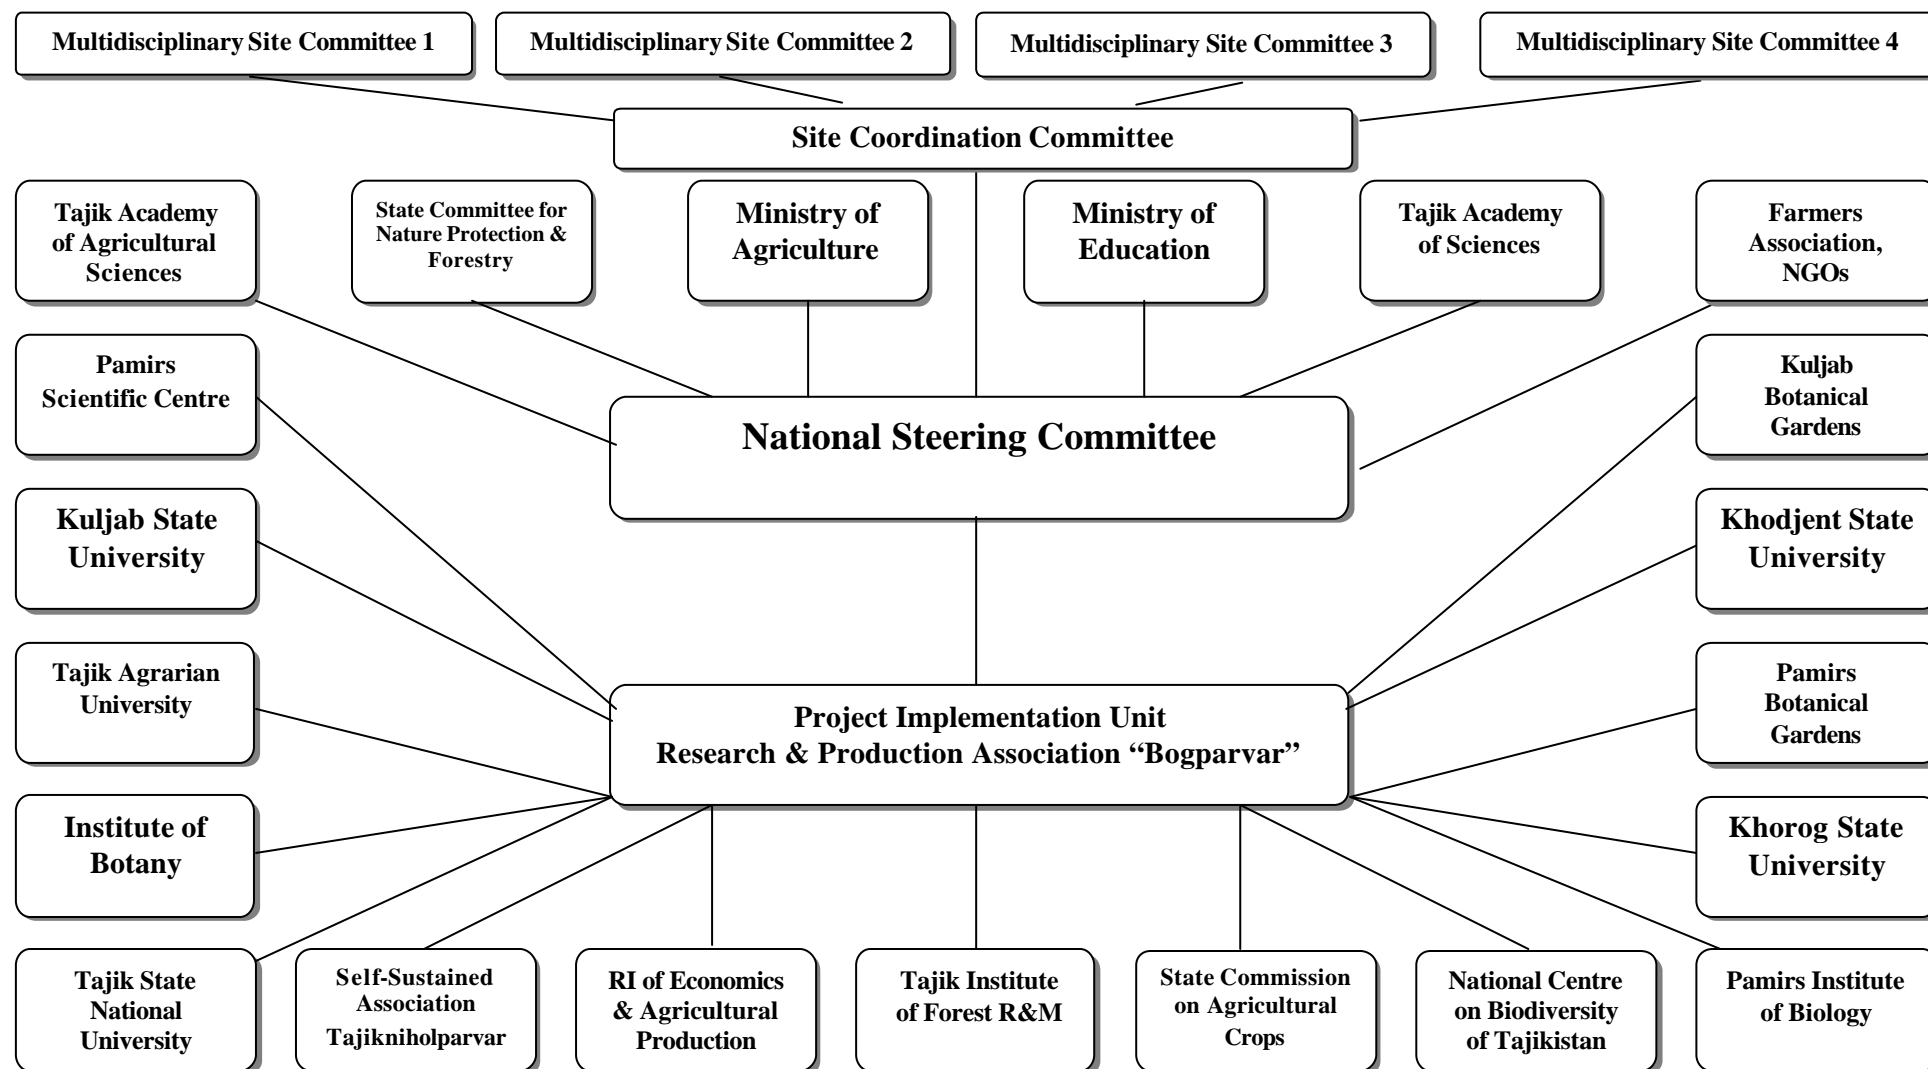 Multidisciplinary Site Committee 1
Multidisciplinary Site Committee 2
Multidisciplinary Site Committee 3
Multidisciplinary Site Committee 4
Site Coordination Committee
Tajik Academy
of Agricultural
Sciences
State Committee for
Nature Protection &
Forestry
Ministry of
Agriculture
Ministry of
Education
Tajik Academy
of Sciences
Farmers
Association,
NGOs
Pamirs
Scientific Centre
National Steering Committee
Kuljab
Botanical
Gardens
Kuljab State
University
Khodjent State
University
Tajik Agrarian
University
Project Implementation Unit
Research & Production Association “Bogparvar”
Pamirs
Botanical
Gardens
Institute of
Botany
Khorog State
University
Tajik State
National
University
Self-Sustained
Association
Tajikniholparvar
RI of Economics
& Agricultural
Production
Tajik Institute
of Forest R&M
State Commission
on Agricultural
Crops
National Centre
on Biodiversity
of Tajikistan
Pamirs Institute
of Biology